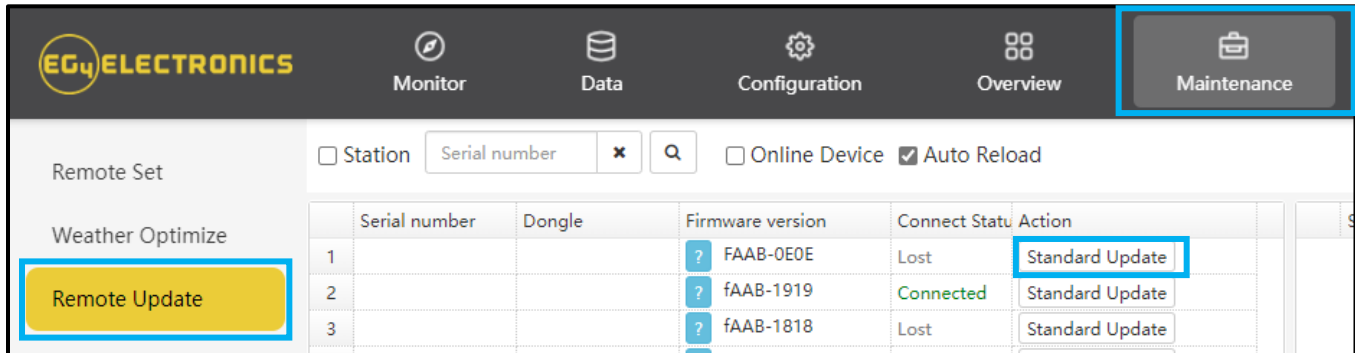 EG4 ELECTRONICS
Monitor
Data
Configuration
Overview
Maintenance
Remote Set
Weather Optimize
Remote Update
Station Serial number Online Device Auto Reload
Serial number Dongle Firmware version Connect Statu Action
1 ? fAAB-0E0E Lost Standard Update
2 ? fAAB-1919 Connected Standard Update
3 ? fAAB-1818 Lost Standard Update